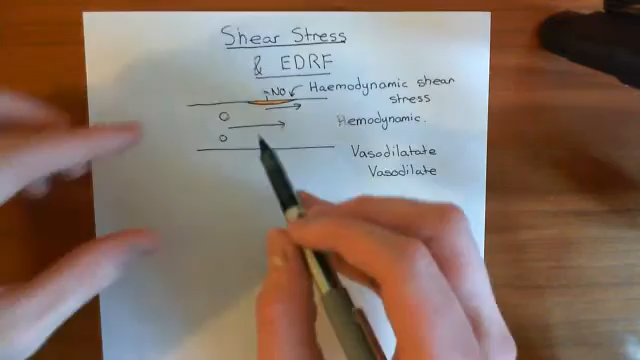 Shear Stress
& EDRF
NO Haemodynamic shear
stress
Hemodynamic.
Vasodilatate
Vasodilate